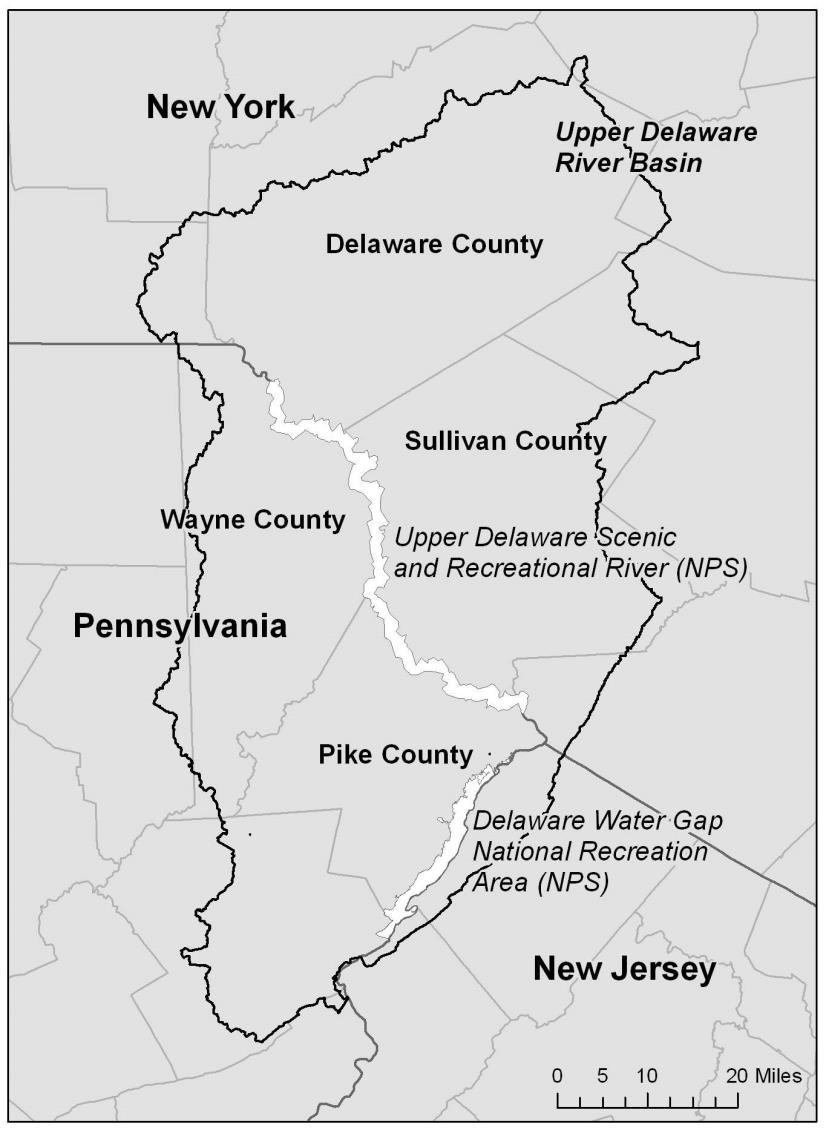 New York
Upper Delaware
River Basin
Delaware County
Sullivan County
Wayne County
Upper Delaware Scenic
and Recreational River (NPS)
Pennsylvania
Pike County
Delaware Water Gap
National Recreation
Area (NPS)
New Jersey
0 5 10 20 Miles